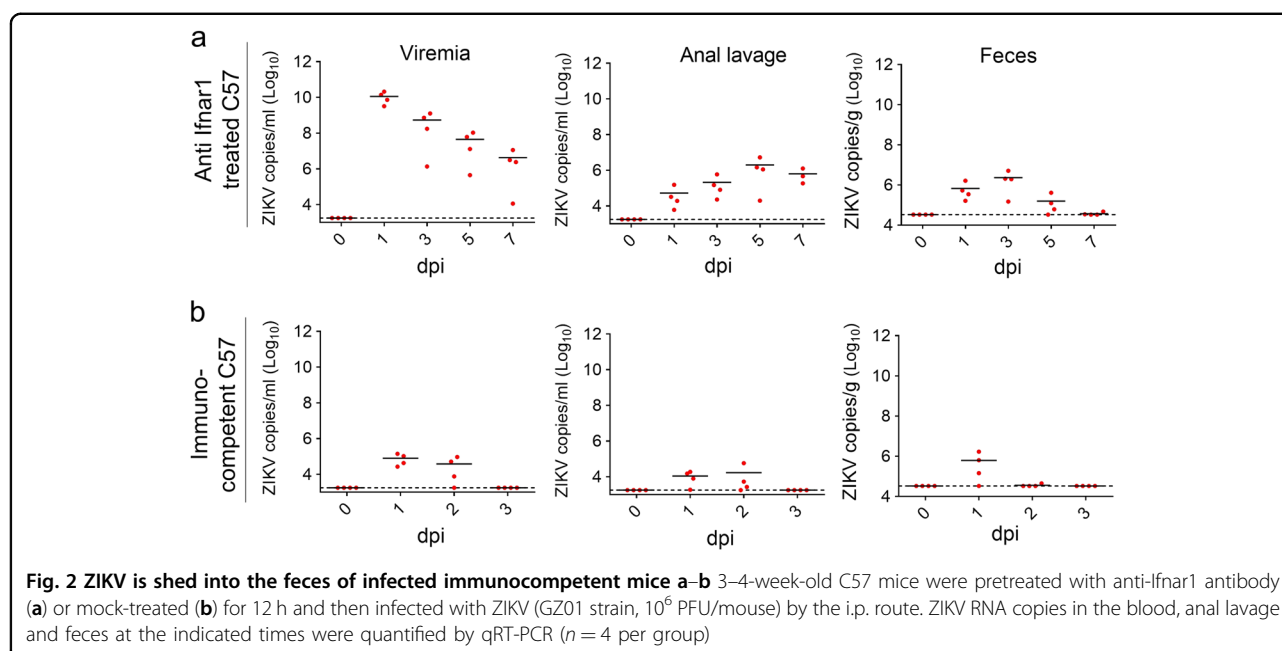 a
Anti Ifnar1
treated C57
Viremia
ZIKV copies/ml (Log10)
12
10
8
6
4
0 1 3 5 7
dpi
Anal lavage
ZIKV copies/ml (Log10)
12
10
8
6
4
0 1 3 5 7
dpi
Feces
ZIKV copies/g (Log10)
12
10
8
6
4
0 1 3 5 7
dpi
b
Immuno-
competent C57
ZIKV copies/ml (Log10)
12
10
8
6
4
0 1 2 3
dpi
ZIKV copies/ml (Log10)
12
10
8
6
4
0 1 2 3
dpi
ZIKV copies/g (Log10)
12
10
8
6
4
0 1 2 3
dpi
Fig. 2 ZIKV is shed into the feces of infected immunocompetent mice a–b 3–4-week-old C57 mice were pretreated with anti-Ifnar1 antibody
(a) or mock-treated (b) for 12 h and then infected with ZIKV (GZ01 strain, 10⁶ PFU/mouse) by the i.p. route. ZIKV RNA copies in the blood, anal lavage
and feces at the indicated times were quantified by qRT-PCR (n = 4 per group)